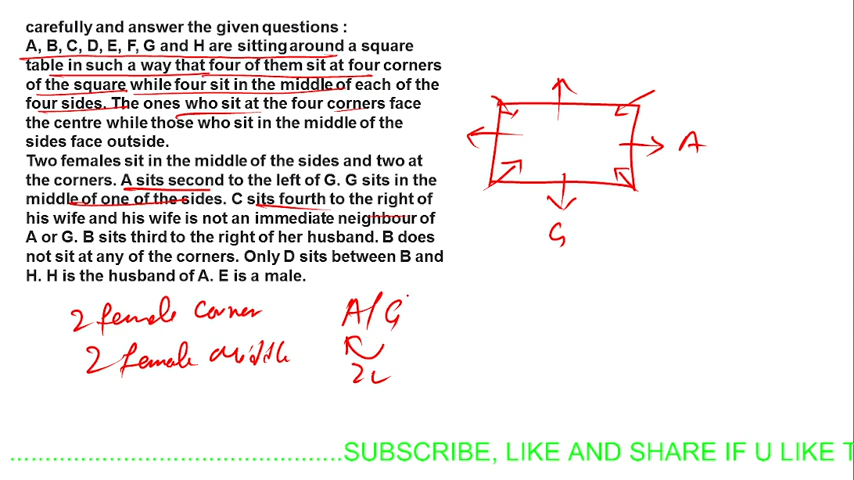 carefully and answer the given questions :
A, B, C, D, E, F, G and H are sitting around a square
table in such a way that four of them sit at four corners
of the square while four sit in the middle of each of the
four sides. The ones who sit at the four corners face
the centre while those who sit in the middle of the
sides face outside.
Two females sit in the middle of the sides and two at
the corners. A sits second to the left of G. G sits in the
middle of one of the sides. C sits fourth to the right of
his wife and his wife is not an immediate neighbour of
A or G. B sits third to the right of her husband. B does
not sit at any of the corners. Only D sits between B and
H. H is the husband of A. E is a male.
A
G
2 female corner
2 female middle
A/G
2L
SUBSCRIBE, LIKE AND SHARE IF U LIKE T